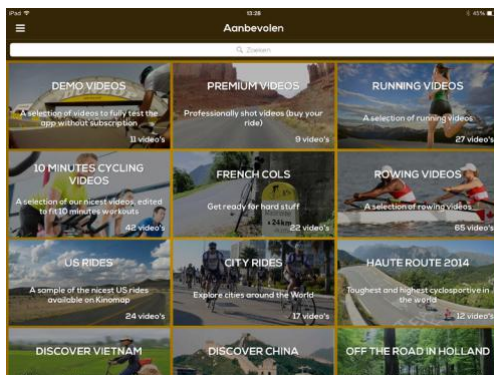 iPad
13:28
45%
Aanbevolen
Zoeken
DEMO VIDEOS
A selection of videos to fully test the
app without subscription
11 video's
PREMIUM VIDEOS
Professionally shot videos (buy your
ride)
9 video's
RUNNING VIDEOS
A selection of running videos
27 video's
10 MINUTES CYCLING
VIDEOS
A selection of our nicest videos, edited
to fit 10 minutes workouts
42 video's
FRENCH COLS
Get ready for hard stuff
22 video's
ROWING VIDEOS
A selection of rowing videos
65 video's
US RIDES
A sample of the nicest US rides
available on Kinomap
24 video's
CITY RIDES
Explore cities around the World
17 video's
HAUTE ROUTE 2014
Toughest and highest cyclosportive in
the world
12 video's
DISCOVER VIETNAM
DISCOVER CHINA
OFF THE ROAD IN HOLLAND